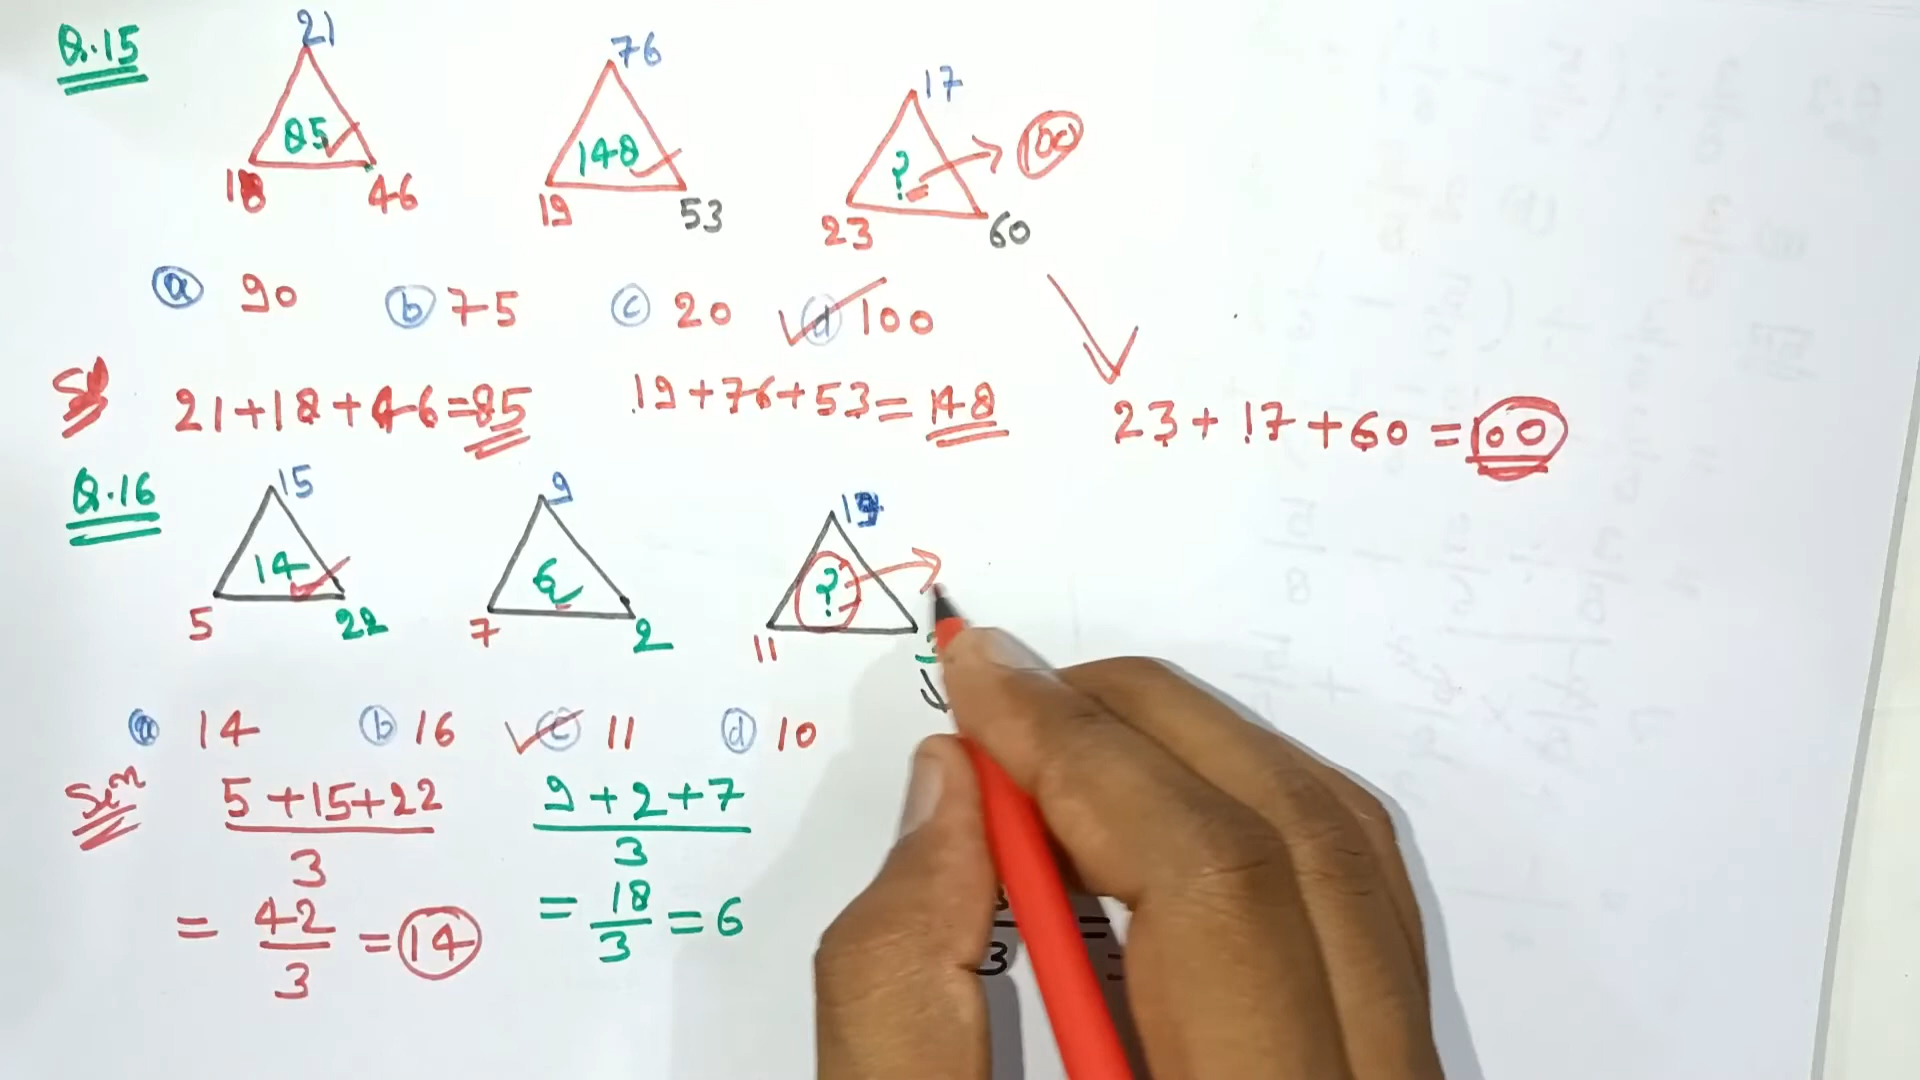 Q.15
21 76 17
85 148 ? 100
18 46 19 53 23 60
a 90 b 75 c 20 d 100
21+18+46=85 19+76+53=148 23+17+60=100
Q.16
15 9
14 6 ?
5 22 7 2 11
a 14 b 16 c 11 d 10
Soln 5+15+22 9+2+7
3 3
= 42 = 14 = 18 = 6
3 3 3